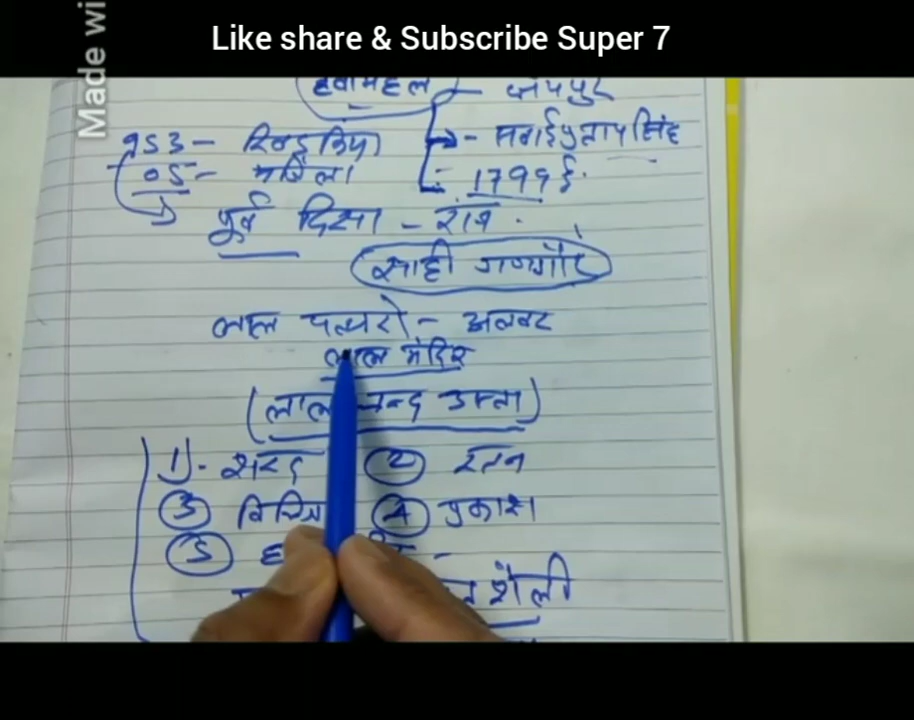 Like share & Subscribe Super 7
Made wi
हवामहल - जयपुर
953 - खिड़किया → - सवाई प्रताप सिंह
05 - मंजिला : 1799 ई.
पूर्व दिसा -
साही गणगौर
लाल पत्थरो - अलवर
लाल मंदिर
(लाल चन्द उस्ता)
1) - शरद (2) रतन
(3) विचित्र (4) प्रकाश
(5)
शैली